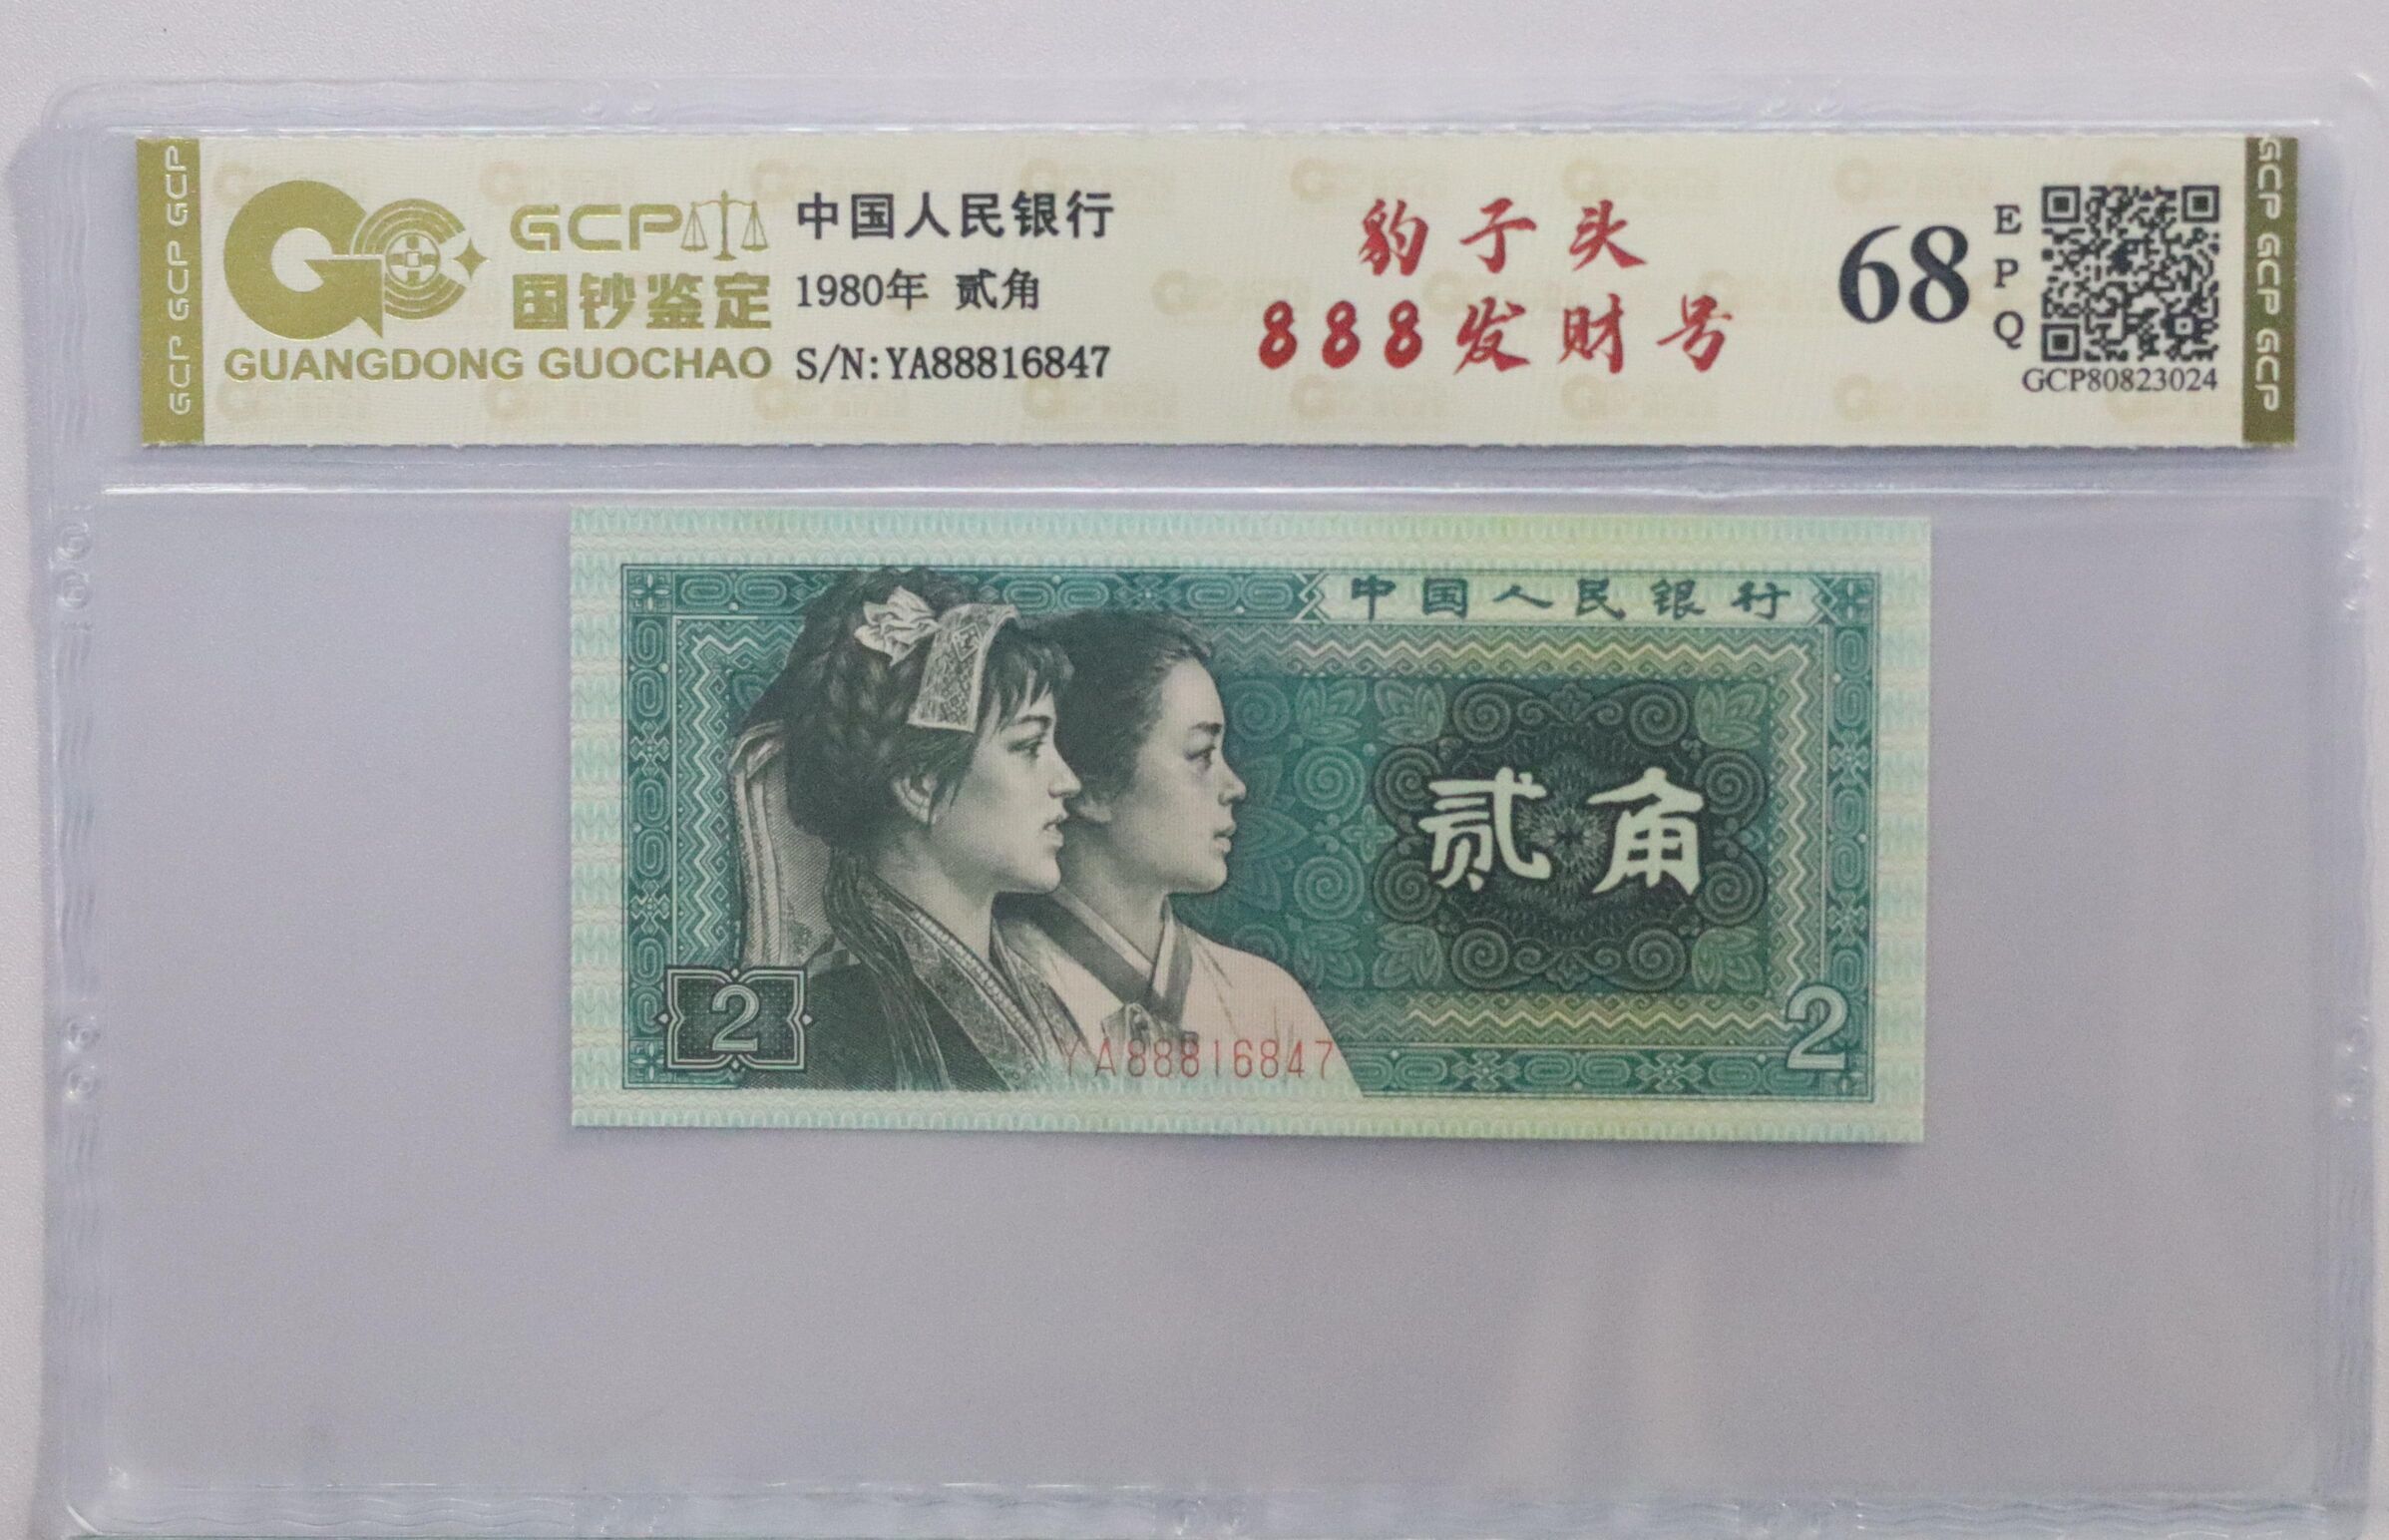 GCP GCP GCP
GCP
国钞鉴定
GUANGDONG GUOCHAO
中国人民银行
1980年 贰角
S/N:YA88816847
豹子头
888发财号
68
EPQ
GCP80823024
GCP GCP GCP
中国人民银行
贰角
2
2
YA88816847